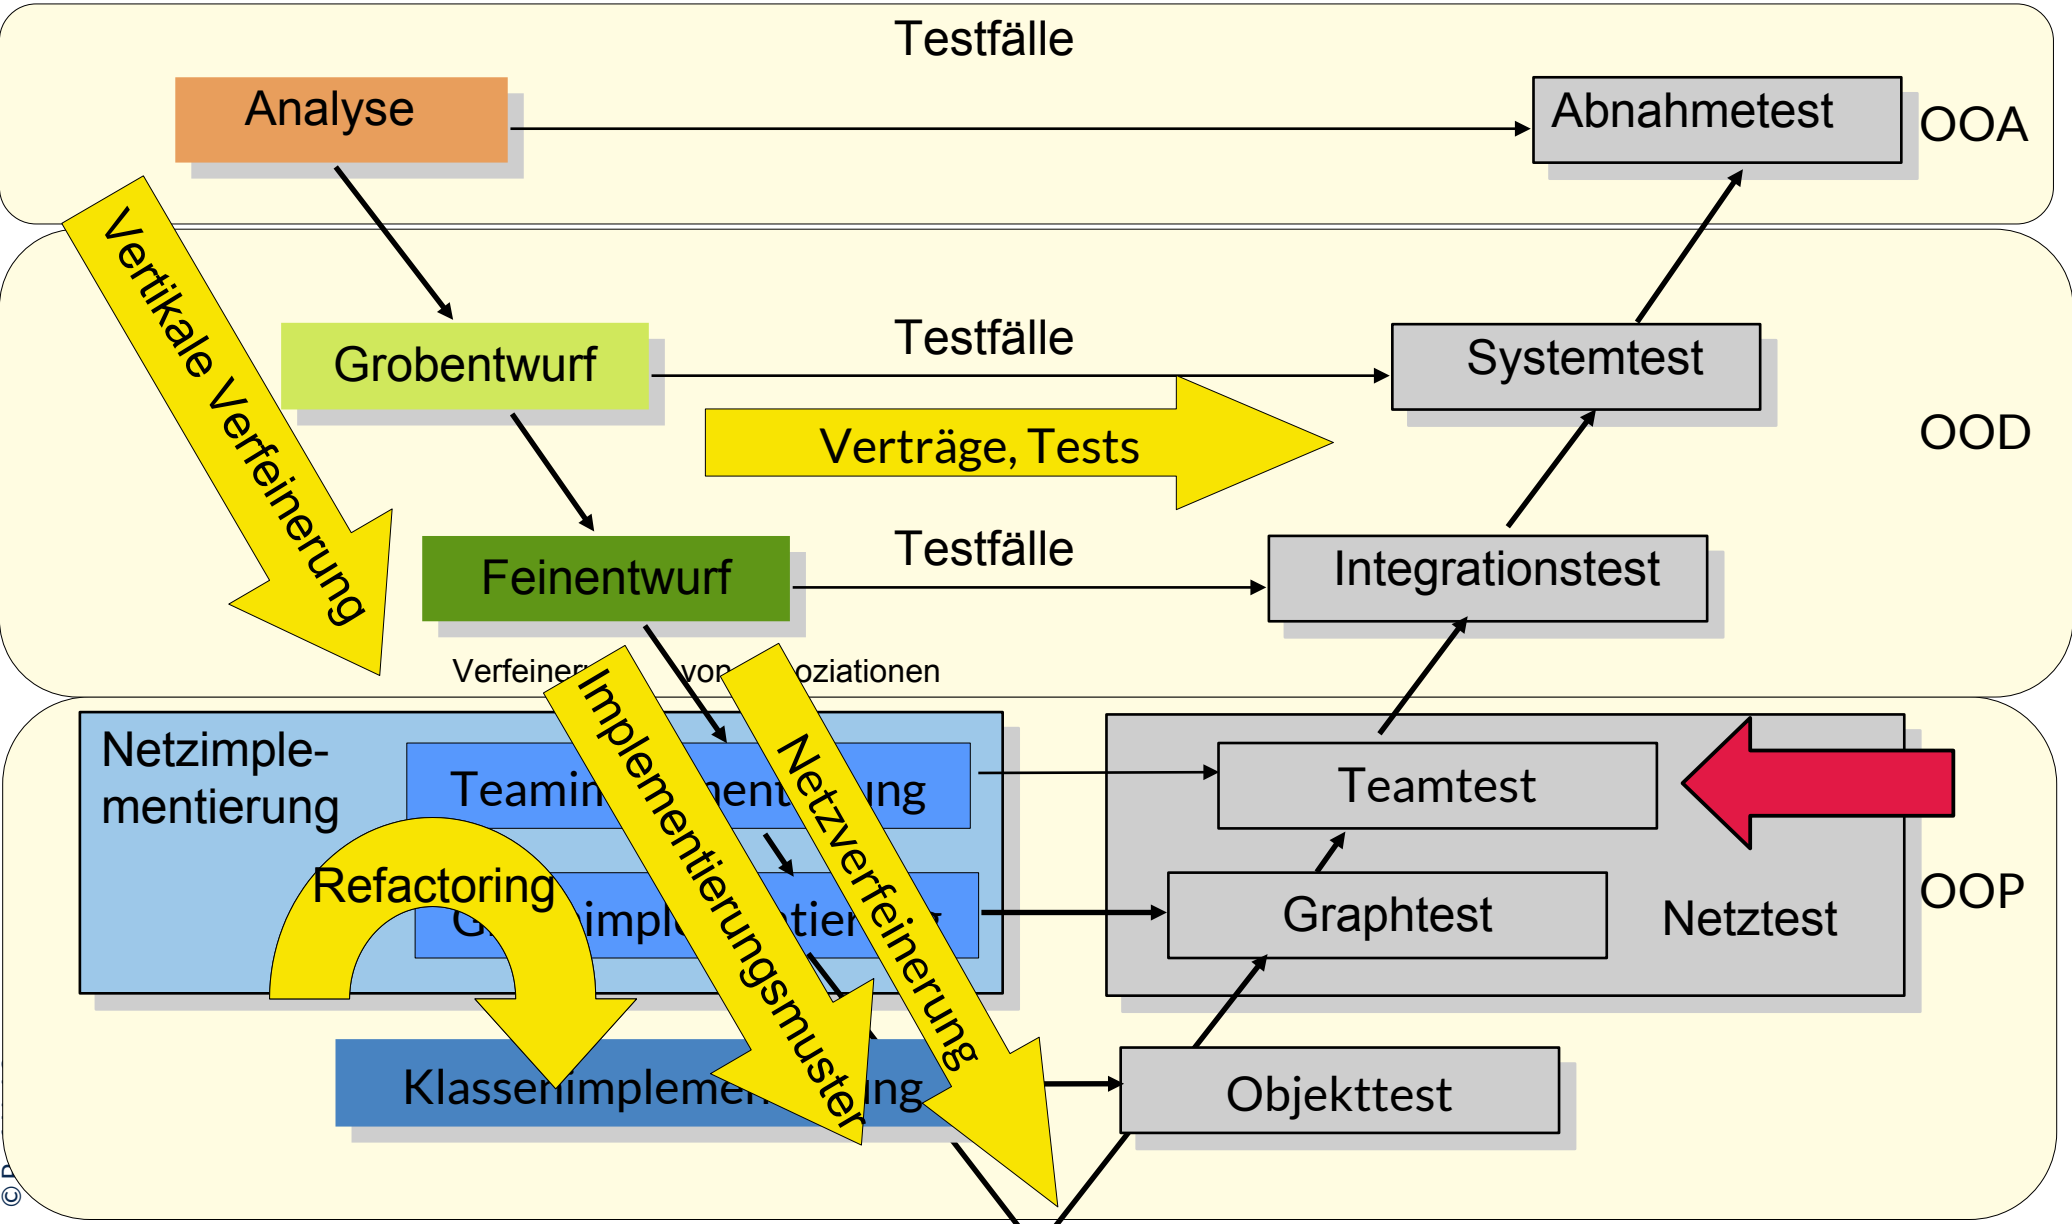 Testfälle
Analyse
Abnahmetest
OOA
Vertikale Verfeinerung
Testfälle
Grobentwurf
Systemtest
Verträge, Tests
OOD
Testfälle
Feinentwurf
Integrationstest
von
Netzimple-
mentierung
Implementierungsmuster
Netzverfeinerung
Teamtest
Refactoring
Graphtest
Netztest
OOP
Objekttest
©